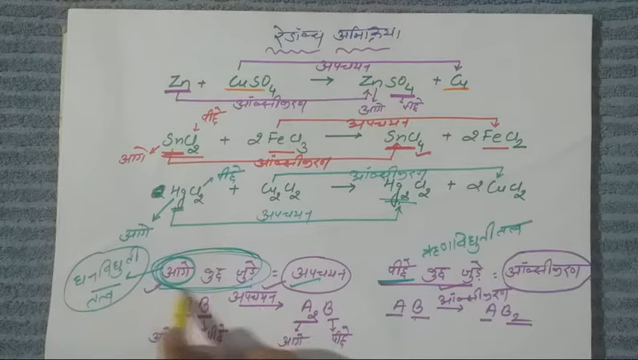 रेडॉक्स अभिक्रिया
अपचयन
Zn + CuSO4 → ZnSO4 + Cu
ऑक्सीकरण आगे पीछे
पीछे अपचयन
आगे SnCl2 + 2FeCl3 → SnCl4 + 2FeCl2
ऑक्सीकरण
पीछे ऑक्सीकरण
2HgCl2 + Cu2Cl2 → Hg2Cl2 + 2CuCl2
आगे अपचयन
ऋणविद्युती तत्व
धनविद्युती तत्व
आगे कुछ जुड़े = अपचयन पीछे कुछ जुड़े = ऑक्सीकरण
B अपचयन → A2B AB ऑक्सीकरण → AB2
पीछे आगे पीछे